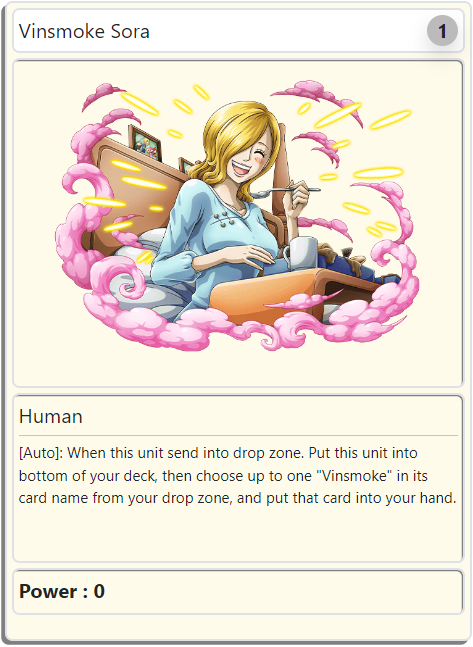 Vinsmoke Sora
1
Human
[Auto]: When this unit send into drop zone. Put this unit into
bottom of your deck, then choose up to one "Vinsmoke" in its
card name from your drop zone, and put that card into your hand.
Power : 0